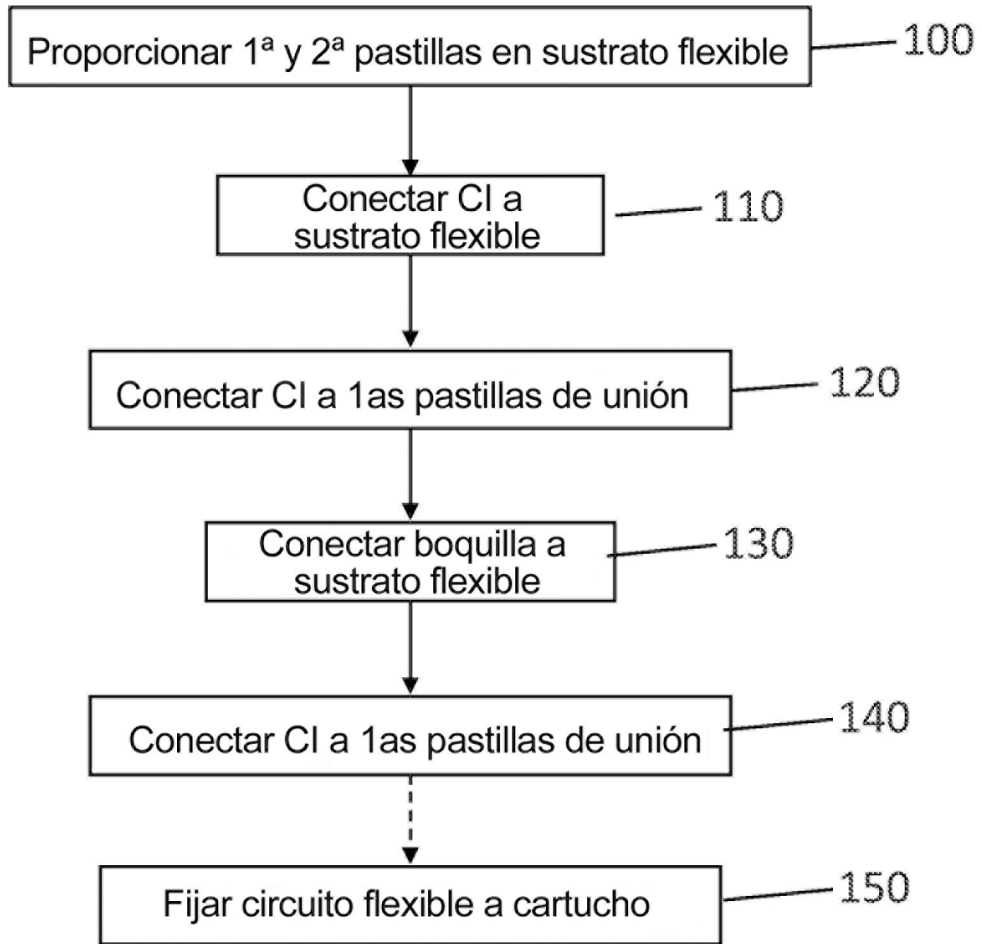 Proporcionar 1ª y 2ª pastillas en sustrato flexible
100
Conectar CI a
sustrato flexible
110
Conectar CI a 1as pastillas de unión
120
Conectar boquilla a
sustrato flexible
130
Conectar CI a 1as pastillas de unión
140
Fijar circuito flexible a cartucho
150